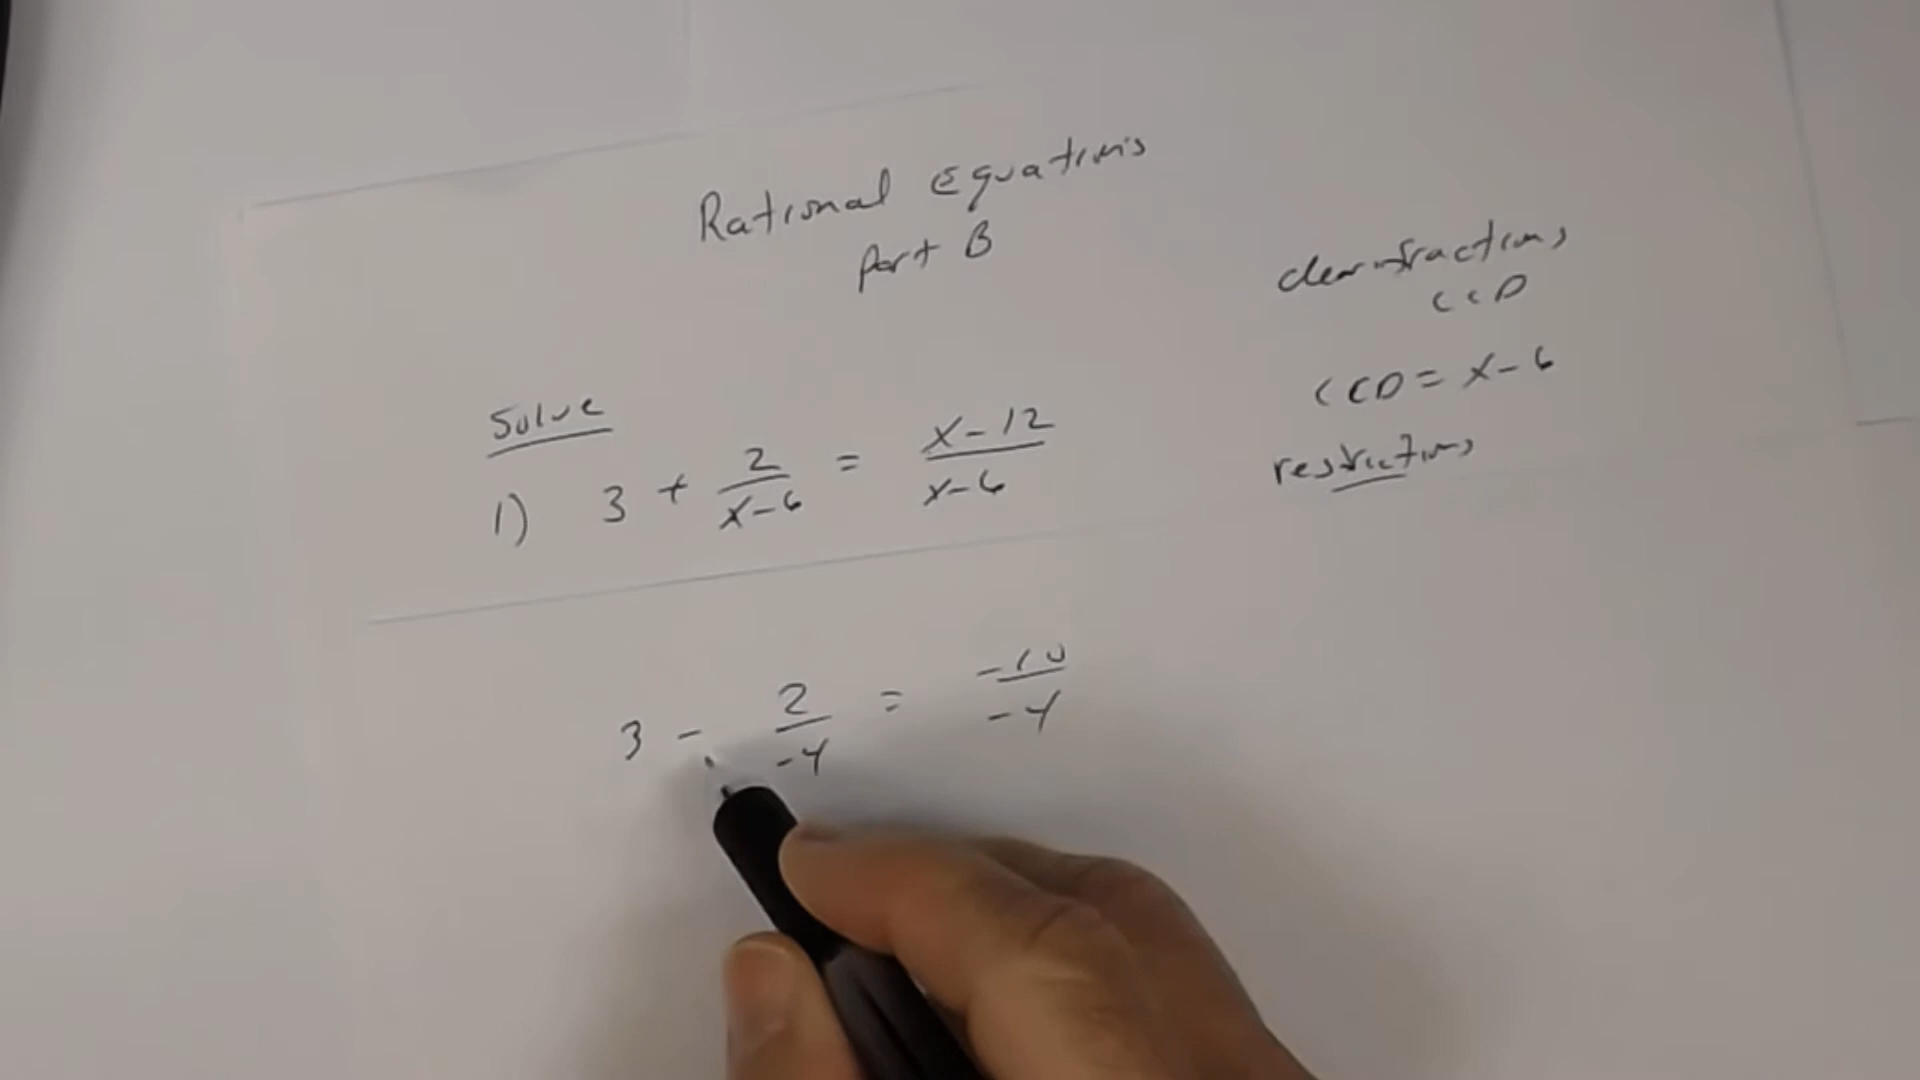 Rational Equations
Part B
clear fractions
LCD
LCD = x-6
restrictions
Solve
1) 3 + 2/(x-6) = (x-12)/(x-6)
3 - 2/-4 = -10/-4